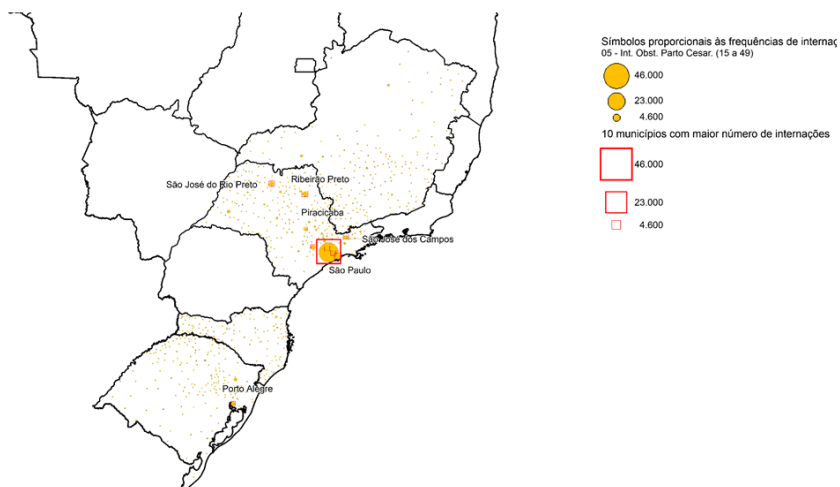 Símbolos proporcionais às frequências de internaç
05 - Int. Obst. Parto Cesar. (15 a 49)
46.000
23.000
4.600
10 municípios com maior número de internações
46.000
23.000
4.600
São José do Rio Preto
Ribeirão Preto
Piracicaba
São José dos Campos
São Paulo
Porto Alegre